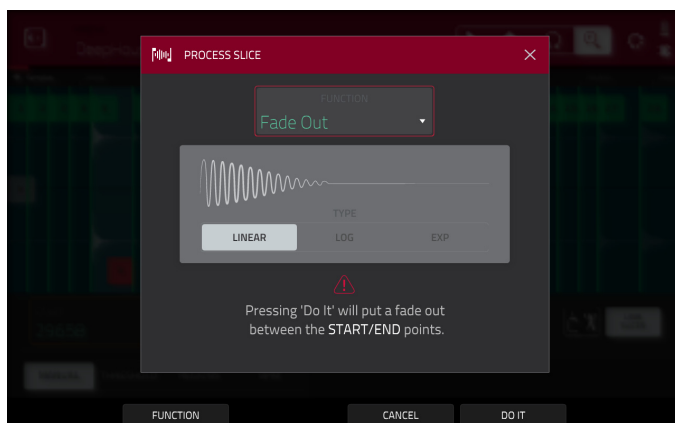 PROCESS SLICE
FUNCTION
Fade Out
TYPE
LINEAR LOG EXP
Pressing 'Do It' will put a fade out
between the START/END points.
FUNCTION CANCEL DO IT